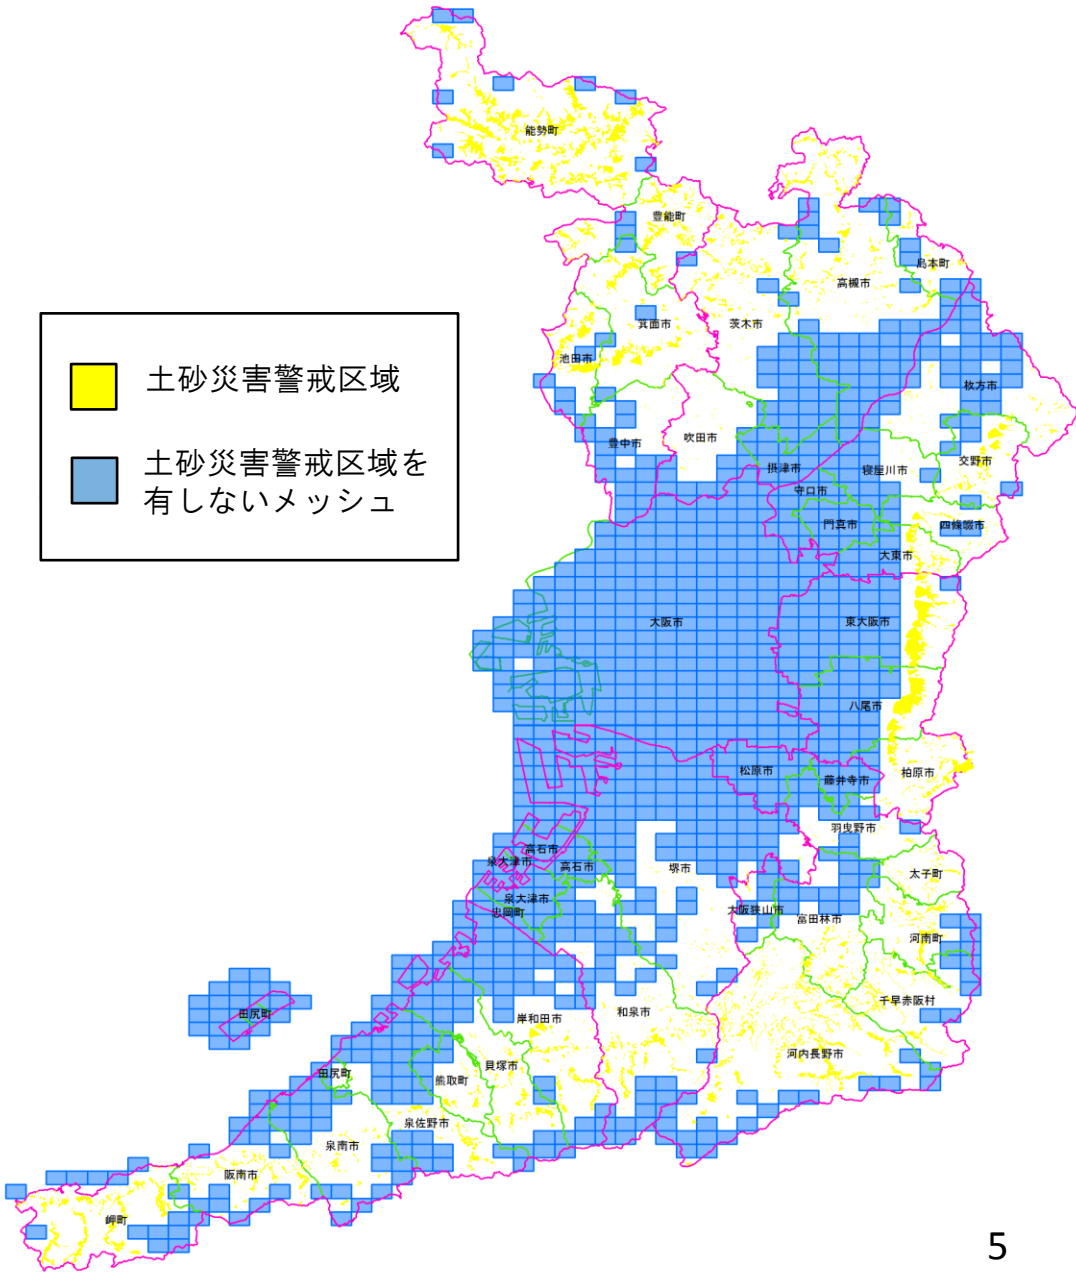 能勢町
豊能町
島本町
高槻市
箕面市
茨木市
池田市
枚方市
土砂災害警戒区域
吹田市
豊中市
摂津市
寝屋川市
交野市
土砂災害警戒区域を
有しないメッシュ
守口市
門真市
四條畷市
大東市
大阪市
東大阪市
八尾市
松原市
藤井寺市
柏原市
羽曳野市
高石市
泉大津市
高石市
堺市
太子町
泉大津市
忠岡町
大阪狭山市
富田林市
河南町
千早赤阪村
田尻町
岸和田市
和泉市
河内長野市
貝塚市
田尻町
熊取町
泉佐野市
泉南市
阪南市
岬町
5